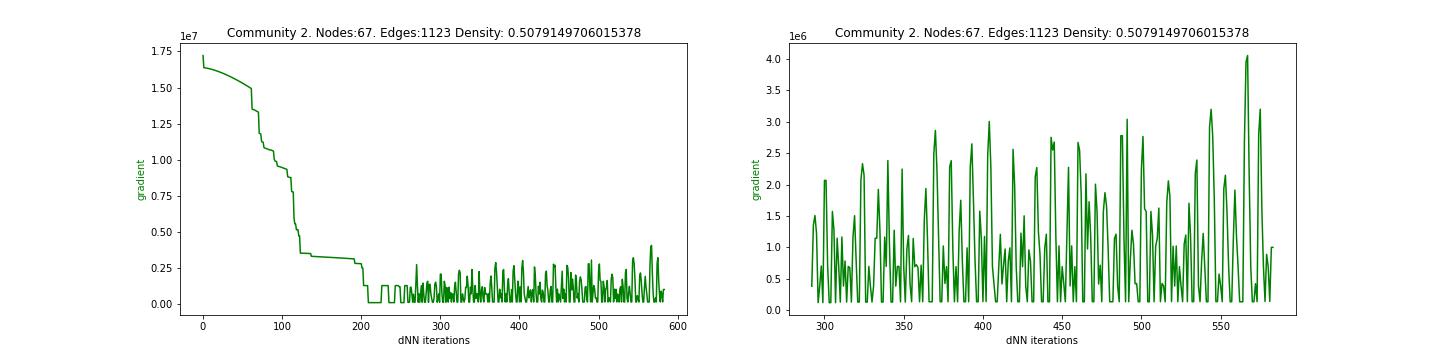 Community 2. Nodes:67. Edges:1123 Density: 0.5079149706015378
1e7
1.75
1.50
1.25
1.00
0.75
0.50
0.25
0.00
gradient
0 100 200 300 400 500 600
dNN iterations
Community 2. Nodes:67. Edges:1123 Density: 0.5079149706015378
1e6
4.0
3.5
3.0
2.5
2.0
1.5
1.0
0.5
0.0
gradient
300 350 400 450 500 550
dNN iterations